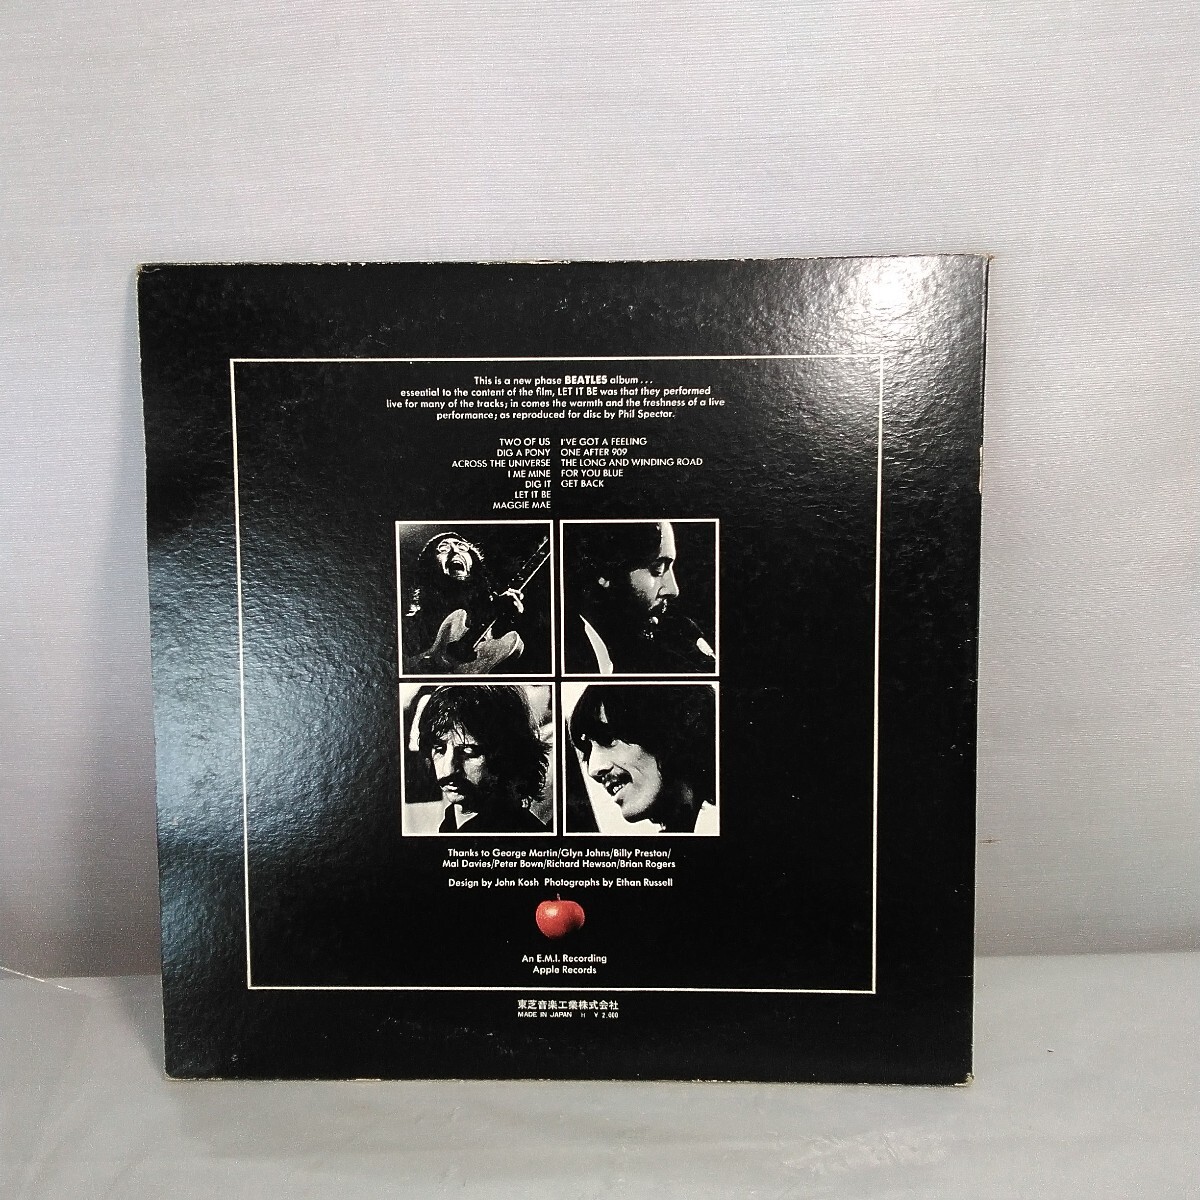 This is a new phase BEATLES album . . .
essential to the content of the film, LET IT BE was that they performed
live for many of the tracks; in comes the warmth and the freshness of a live
performance; as reproduced for disc by Phil Spector.
TWO OF US
DIG A PONY
ACROSS THE UNIVERSE
I ME MINE
DIG IT
LET IT BE
MAGGIE MAE
I'VE GOT A FEELING
ONE AFTER 909
THE LONG AND WINDING ROAD
FOR YOU BLUE
GET BACK
Thanks to George Martin/Glyn Johns/Billy Preston/
Mal Davies/Peter Bown/Richard Hewson/Brian Rogers
Design by John Kosh Photographs by Ethan Russell
An E.M.I. Recording
Apple Records
東芝音楽工業株式会社
MADE IN JAPAN H ¥ 2,000